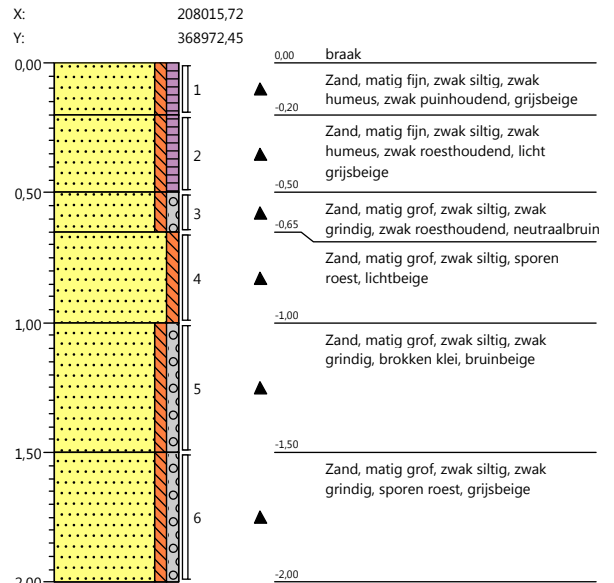 X: 208015,72
Y: 368972,45
0,00 0,00 braak
1 Zand, matig fijn, zwak siltig, zwak
humeus, zwak puinhoudend, grijsbeige
-0,20
2 Zand, matig fijn, zwak siltig, zwak
humeus, zwak roesthoudend, licht
grijsbeige
0,50 -0,50
3 Zand, matig grof, zwak siltig, zwak
grindig, zwak roesthoudend, neutraalbruin
-0,65
4 Zand, matig grof, zwak siltig, sporen
roest, lichtbeige
1,00 -1,00
Zand, matig grof, zwak siltig, zwak
grindig, brokken klei, bruinbeige
5
1,50 -1,50
Zand, matig grof, zwak siltig, zwak
grindig, sporen roest, grijsbeige
6
2,00 -2,00